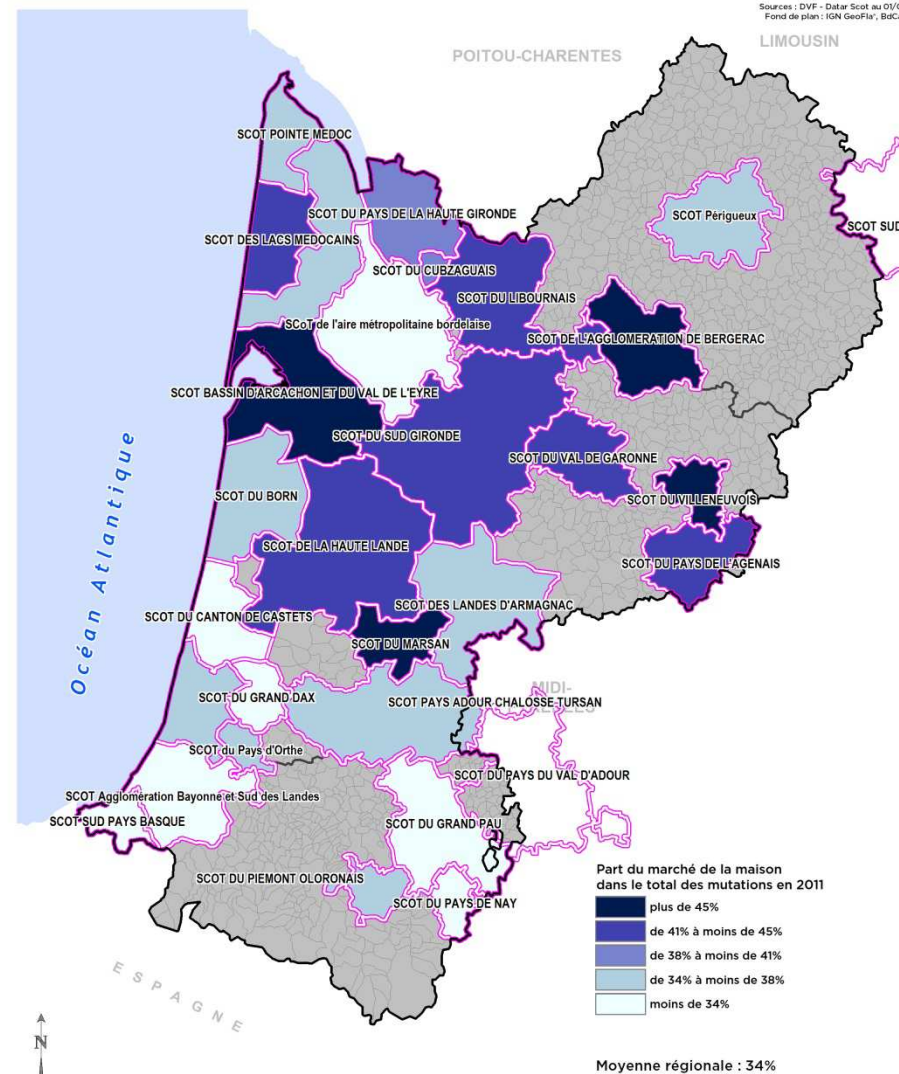 Sources : DVF - Datar Scot au 01/0
Fond de plan : IGN GeoFla®, BdCa
POITOU-CHARENTES
LIMOUSIN
SCOT POINTE MEDOC
SCOT DU PAYS DE LA HAUTE GIRONDE
SCOT Périgueux
SCOT SUD
SCOT DES LACS MEDOCAINS
SCOT DU CUBZAGUAIS
SCOT DU LIBOURNAIS
SCoT de l'aire métropolitaine bordelaise
SCOT DE L'AGGLOMERATION DE BERGERAC
SCOT BASSIN D'ARCACHON ET DU VAL DE L'EYRE
SCOT DU SUD GIRONDE
SCOT DU VAL DE GARONNE
Océan Atlantique
SCOT DU BORN
SCOT DU VILLENEUVOIS
SCOT DE LA HAUTE LANDE
SCOT DU PAYS DE L'AGENAIS
SCOT DES LANDES D'ARMAGNAC
SCOT DU CANTON DE CASTETS
SCOT DU MARSAN
MIDI-
SCOT DU GRAND DAX
SCOT PAYS ADOUR CHALOSSE TURSAN
SCOT du Pays d'Orthe
SCOT DU PAYS DU VAL D'ADOUR
SCOT Agglomération Bayonne et Sud des Landes
SCOT SUD PAYS BASQUE
SCOT DU GRAND PAU
SCOT DU PIEMONT OLORONAIS
SCOT DU PAYS DE NAY
Part du marché de la maison
dans le total des mutations en 2011
plus de 45%
de 41% à moins de 45%
de 38% à moins de 41%
de 34% à moins de 38%
moins de 34%
ESPAGNE
N
Moyenne régionale : 34%